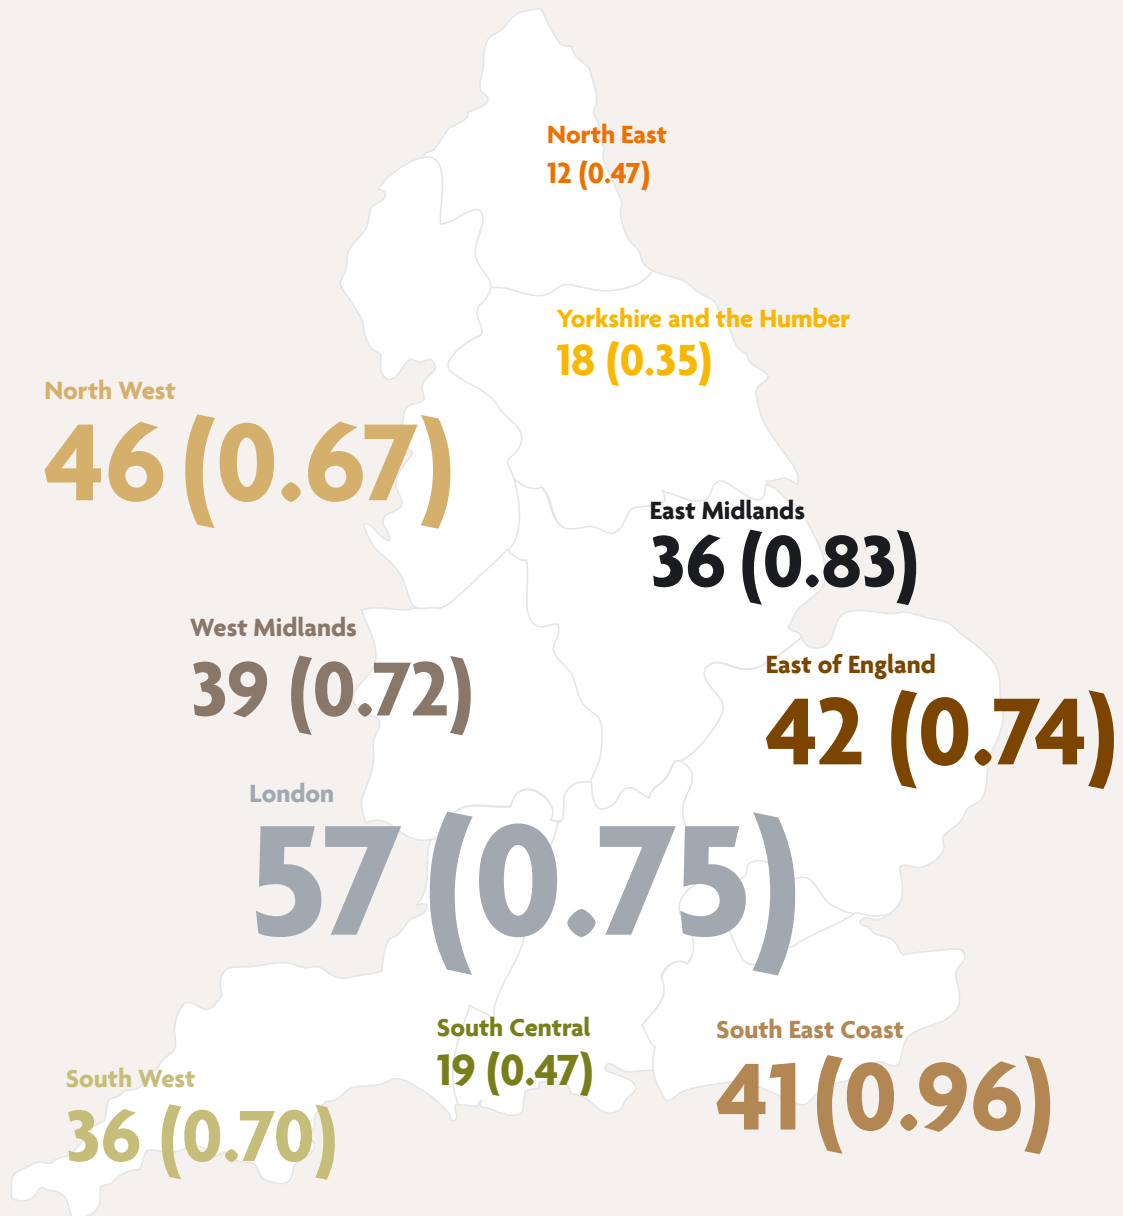 North East
12 (0.47)
Yorkshire and the Humber
18 (0.35)
North West
46 (0.67)
East Midlands
36 (0.83)
West Midlands
39 (0.72)
East of England
42 (0.74)
London
57 (0.75)
South Central
19 (0.47)
South East Coast
41 (0.96)
South West
36 (0.70)